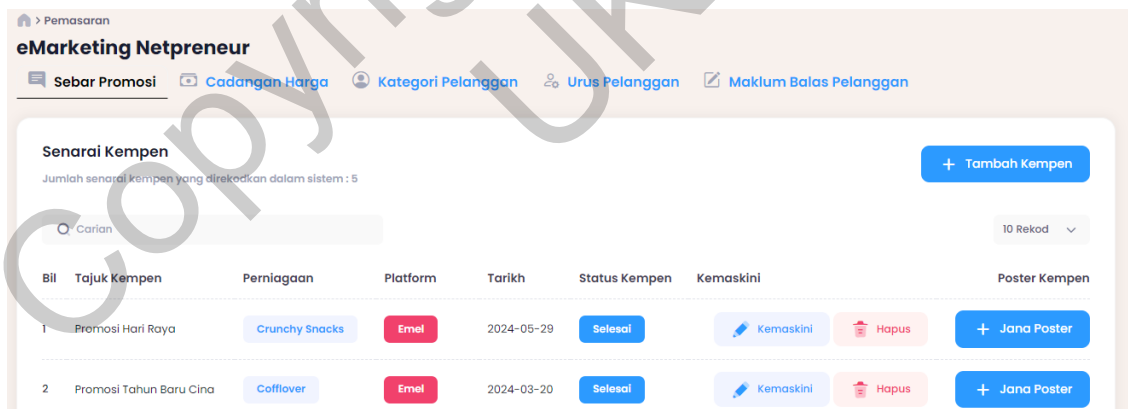 > Pemasaran
eMarketing Netpreneur
Sebar Promosi Cadangan Harga Kategori Pelanggan Urus Pelanggan Maklum Balas Pelanggan
Senarai Kempen
+ Tambah Kempen
Jumlah senarai kempen yang direkodkan dalam sistem : 5
Carian
10 Rekod
Bil Tajuk Kempen Perniagaan Platform Tarikh Status Kempen Kemaskini Poster Kempen
1 Promosi Hari Raya Crunchy Snacks Emel 2024-05-29 Selesai Kemaskini Hapus + Jana Poster
2 Promosi Tahun Baru Cina Cofflover Emel 2024-03-20 Selesai Kemaskini Hapus + Jana Poster